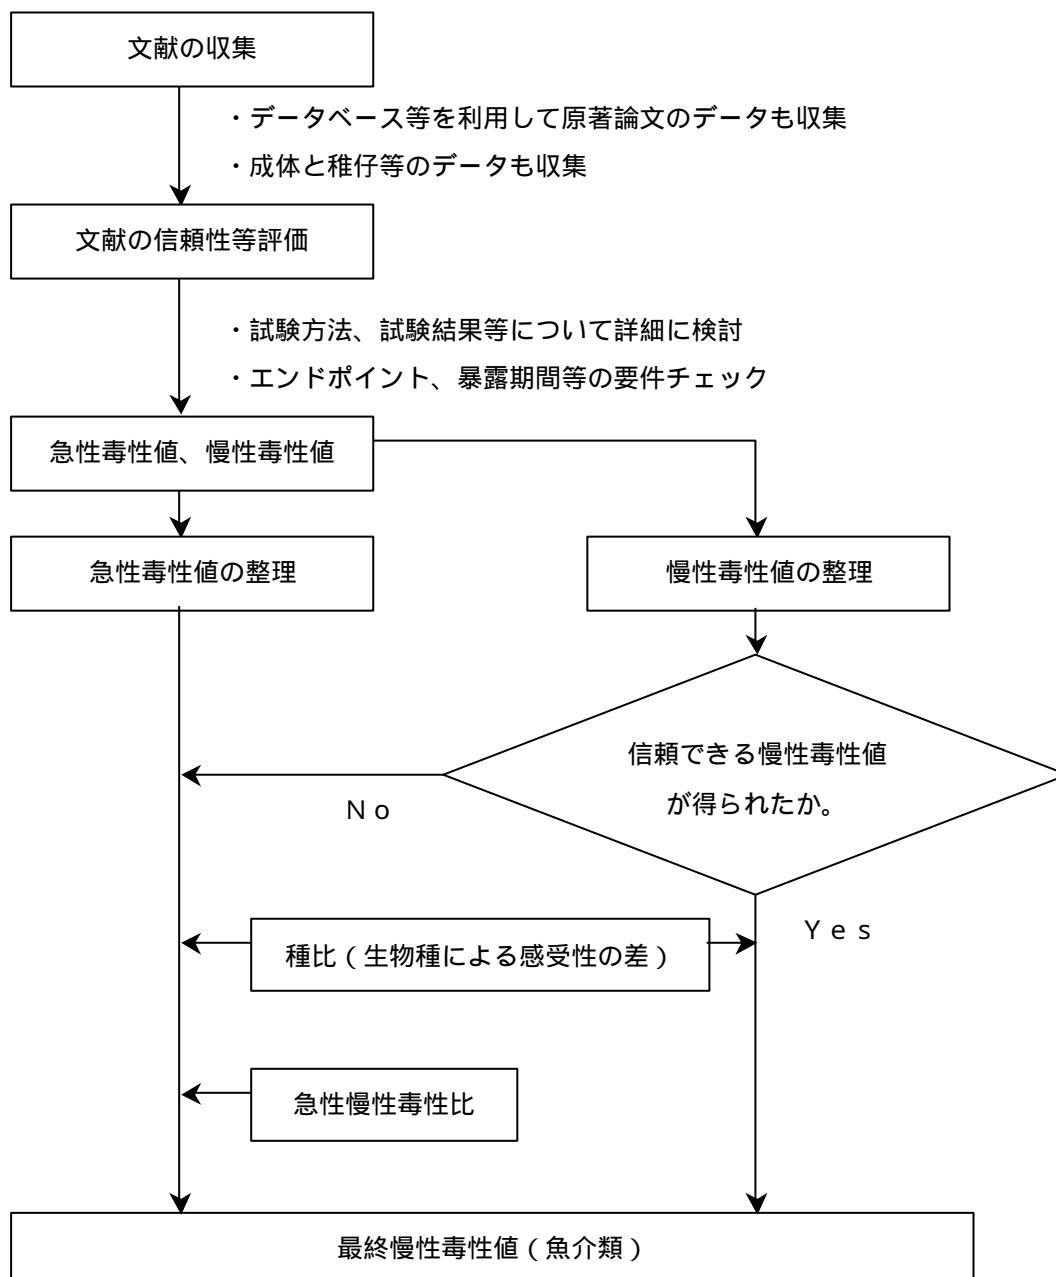 文献の収集
・データベース等を利用して原著論文のデータも収集
・成体と稚仔等のデータも収集
文献の信頼性等評価
・試験方法、試験結果等について詳細に検討
・エンドポイント、暴露期間等の要件チェック
急性毒性値、慢性毒性値
急性毒性値の整理
慢性毒性値の整理
信頼できる慢性毒性値
が得られたか。
Ｎｏ
Ｙｅｓ
種比（生物種による感受性の差）
急性慢性毒性比
最終慢性毒性値（魚介類）